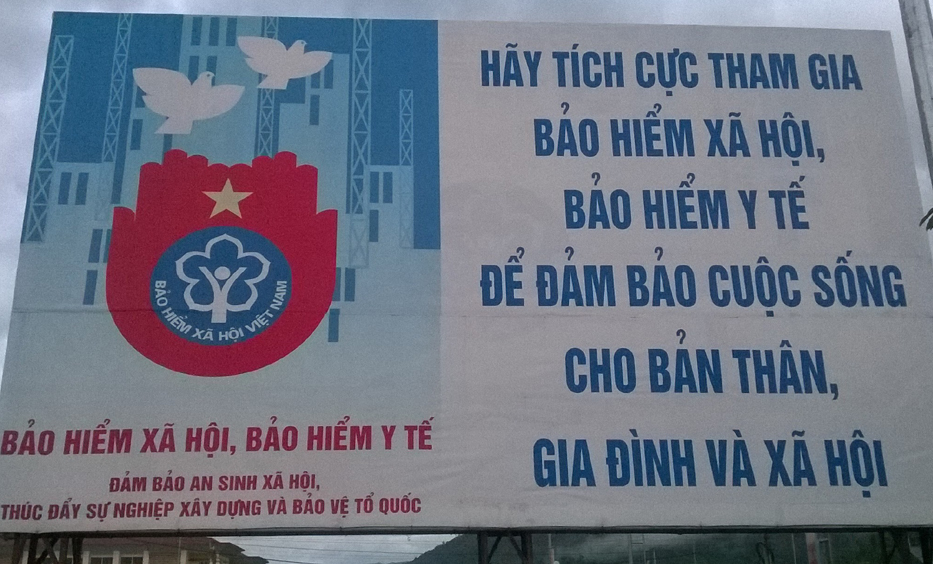 BẢO HIỂM XÃ HỘI VIỆT NAM
BẢO HIỂM XÃ HỘI, BẢO HIỂM Y TẾ
ĐẢM BẢO AN SINH XÃ HỘI,
THÚC ĐẨY SỰ NGHIỆP XÂY DỰNG VÀ BẢO VỆ TỔ QUỐC
HÃY TÍCH CỰC THAM GIA
BẢO HIỂM XÃ HỘI,
BẢO HIỂM Y TẾ
ĐỂ ĐẢM BẢO CUỘC SỐNG
CHO BẢN THÂN,
GIA ĐÌNH VÀ XÃ HỘI